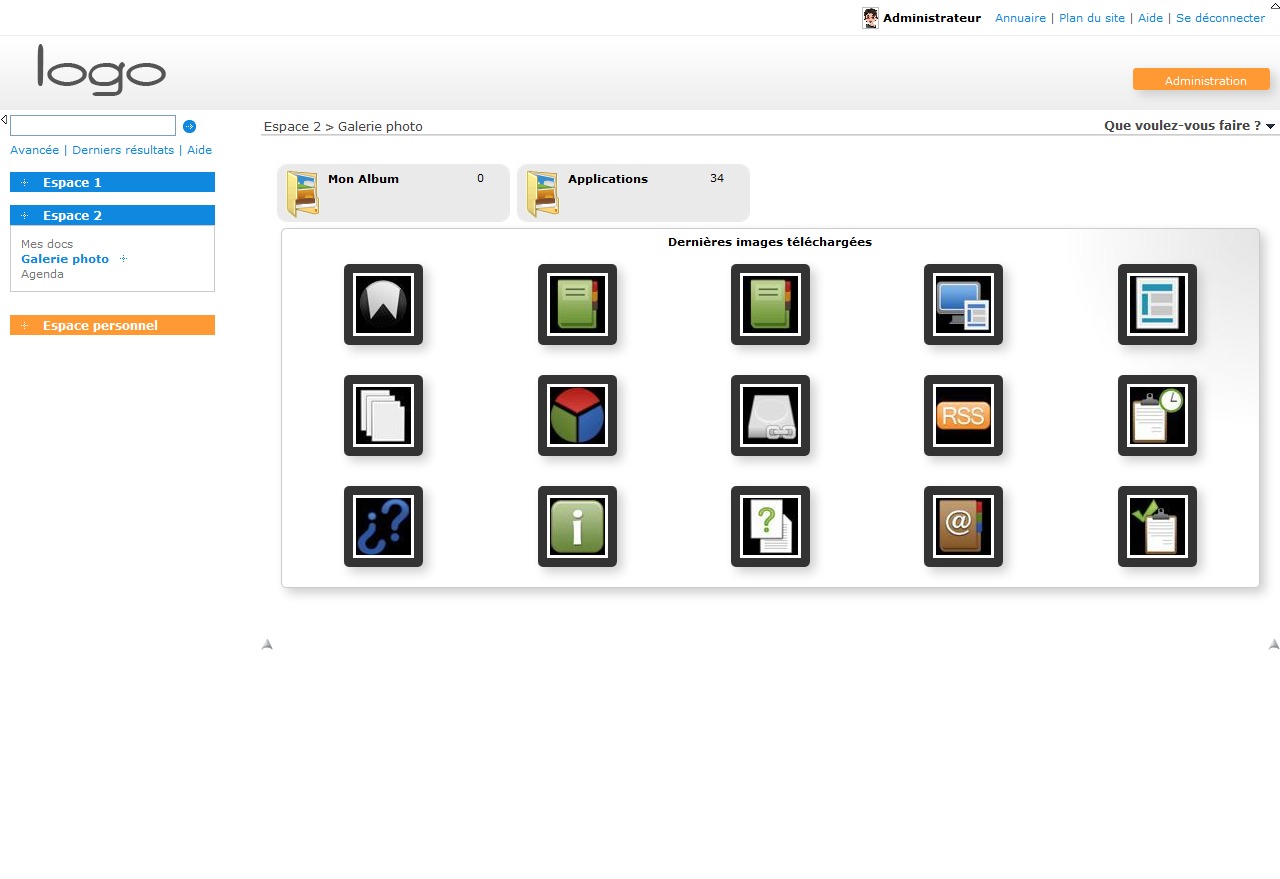 Administrateur Annuaire | Plan du site | Aide | Se déconnecter
logo
Administration
Espace 2 > Galerie photo
Que voulez-vous faire ?
Avancée | Derniers résultats | Aide
Espace 1
Espace 2
Mes docs
Galerie photo
Agenda
Espace personnel
Mon Album 0
Applications 34
Dernières images téléchargées
RSS
¿?
i
?
@